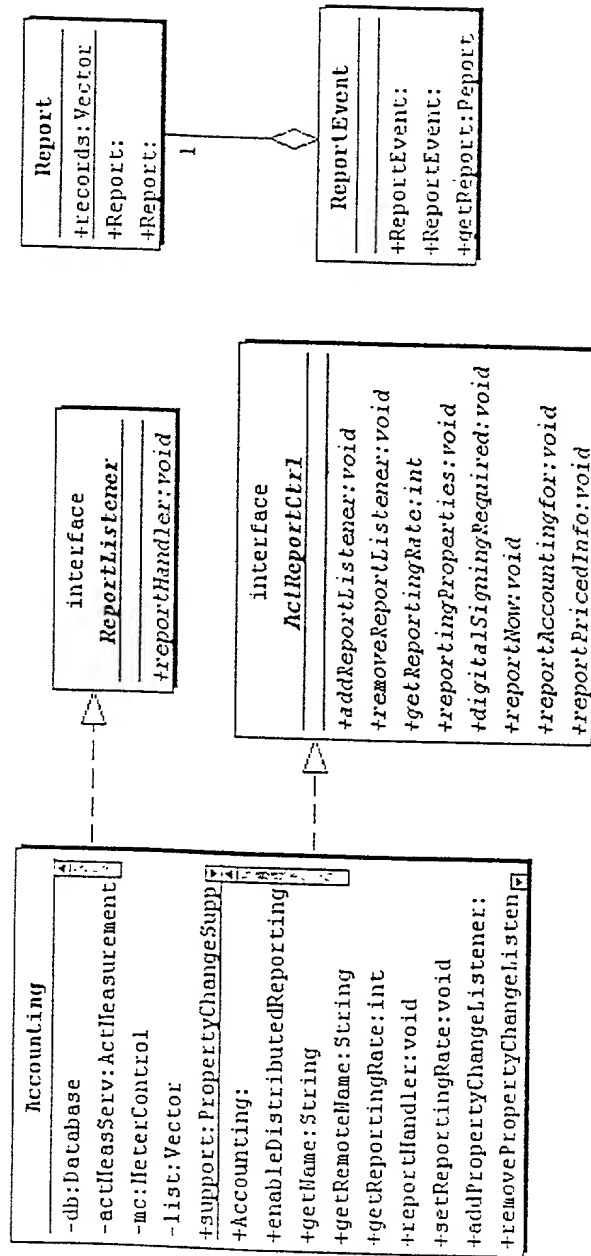 Accounting
-db:Database
-actMeasServ:ActMeasurement
-mc:MeterControl
-list:Vector
+support:PropertyChangeSupp
+Accounting:
+enableDistributedReporting
+getName:String
+getRemoteName:String
+getReportingRate:int
+reportHandler:void
+setReportingRate:void
+addPropertyChangeListener:
+removePropertyChangeListen
interface
ReportListener
+reportHandler:void
interface
ActReportCtrl
+addReportListener:void
+removeReportListener:void
+getReportingRate:int
+reportingProperties:void
+digitalSigningRequired:void
+reportNow:void
+reportAccountingfor:void
+reportPricedInfo:void
Report
+records:Vector
+Report:
+Report:
1
ReportEvent
+ReportEvent:
+ReportEvent:
+getReport:Report